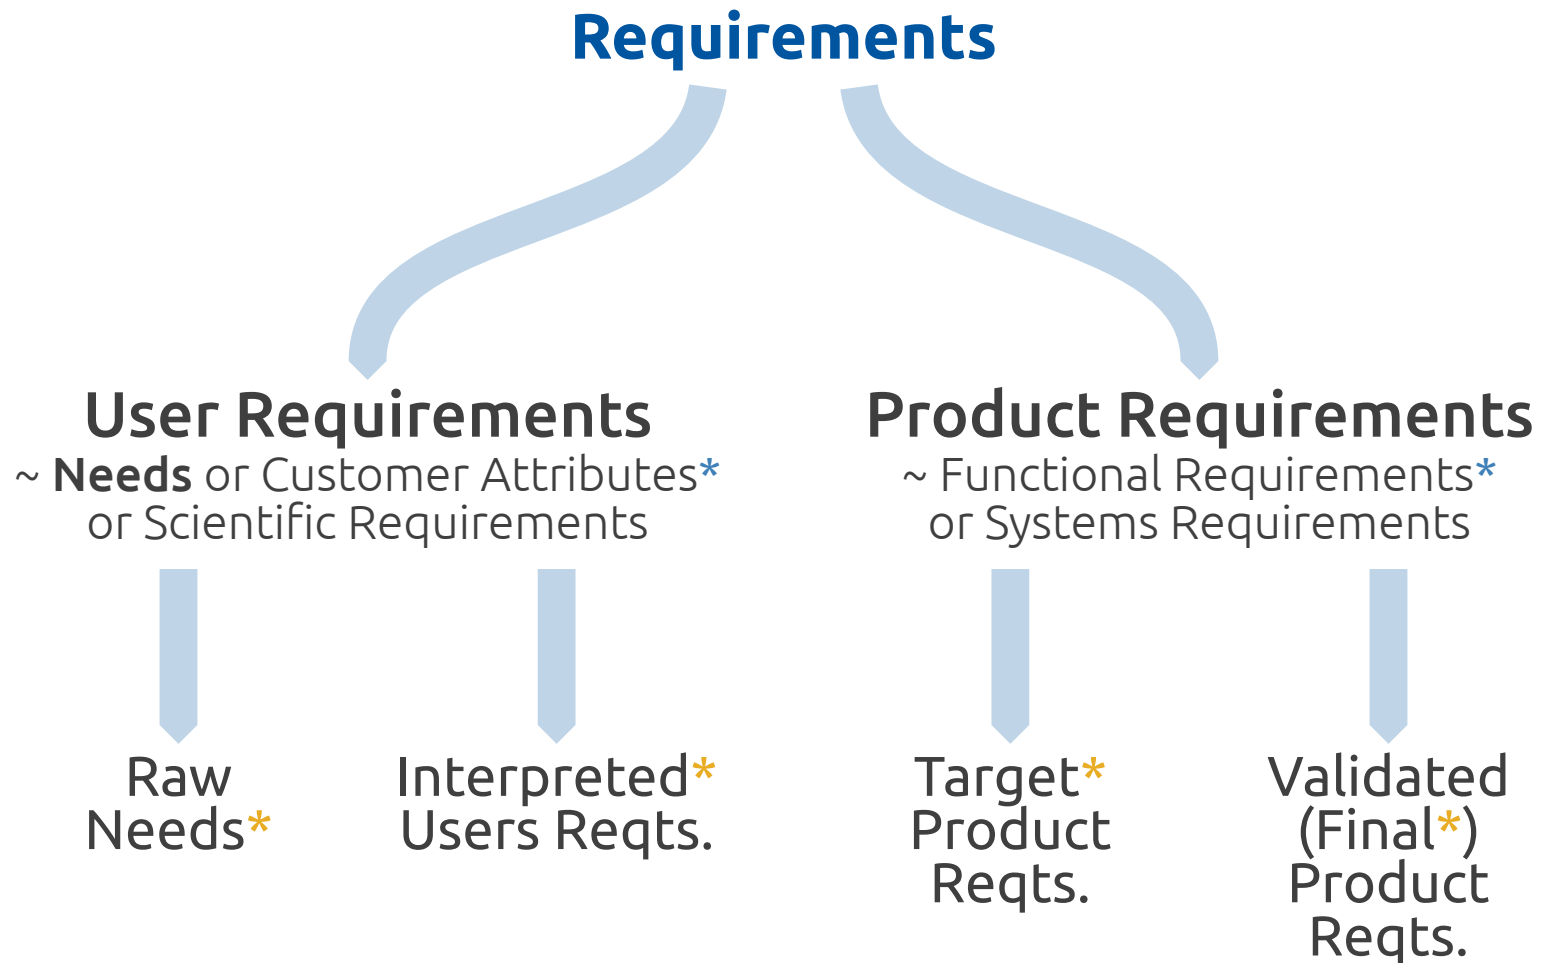 Requirements
User Requirements
~ Needs or Customer Attributes*
or Scientific Requirements
Product Requirements
~ Functional Requirements*
or Systems Requirements
Raw
Needs*
Interpreted*
Users Reqts.
Target*
Product
Reqts.
Validated
(Final*)
Product
Reqts.